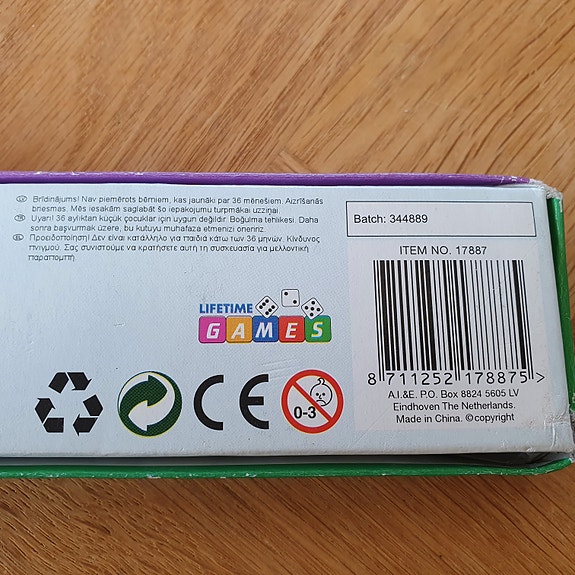 LV Brīdinājums! Nav piemērots bērniem, kas jaunāki par 36 mēnešiem. Aizrīšanās
briesmas. Mēs iesakām saglabāt šo iepakojumu turpmākai uzziņai.
TR Uyarı! 36 aylıktan küçük çocuklar için uygun değildir. Boğulma tehlikesi. Daha
sonra başvurmak üzere, bu kutuyu muhafaza etmenizi öneririz.
EL Προειδοποίηση! Δεν είναι κατάλληλο για παιδιά κάτω των 36 μηνών. Κίνδυνος
πνιγμού. Σας συνιστούμε να κρατήσετε αυτή τη συσκευασία για μελλοντική
παραπομπή.
Batch: 344889
ITEM NO. 17887
8 711252 178875 >
A.I.&E. P.O. Box 8824 5605 LV
Eindhoven The Netherlands.
Made in China. ©copyright
LIFETIME
GAMES
CE
0-3